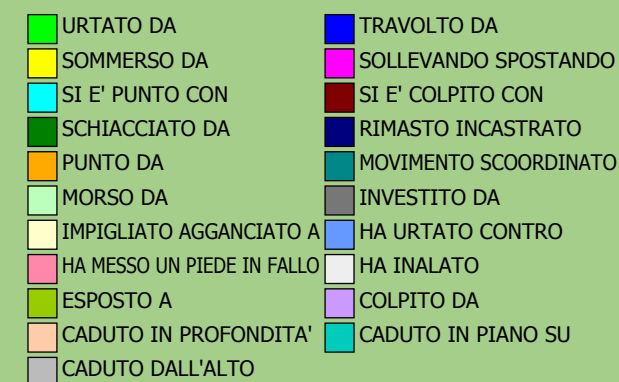 URTATO DA
TRAVOLTO DA
SOMMERSO DA
SOLLEVANDO SPOSTANDO
SI E' PUNTO CON
SI E' COLPITO CON
SCHIACCIATO DA
RIMASTO INCASTRATO
PUNTO DA
MOVIMENTO SCOORDINATO
MORSO DA
INVESTITO DA
IMPIGLIATO AGGANCIATO A
HA URTATO CONTRO
HA MESSO UN PIEDE IN FALLO
HA INALATO
ESPOSTO A
COLPITO DA
CADUTO IN PROFONDITA'
CADUTO IN PIANO SU
CADUTO DALL'ALTO